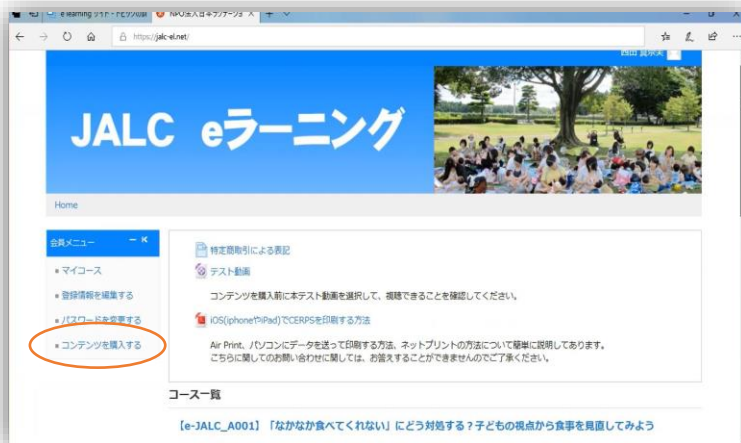 https://jalc-el.net/
JALC eラーニング
Home
会員メニュー
マイコース
登録情報を編集する
パスワードを変更する
コンテンツを購入する
特定商取引による表記
テスト動画
コンテンツを購入前に本テスト動画を選択して、視聴できることを確認してください。
iOS(iphoneやiPad)でCERPSを印刷する方法
Air Print、パソコンにデータを送って印刷する方法、ネットプリントの方法について簡単に説明してあります。
こちらに関してのお問い合わせに関しては、お答えすることができませんのでご了承ください。
コース一覧
【e-JALC_A001】「なかなか食べてくれない」にどう対処する？子どもの視点から食事を見直してみよう